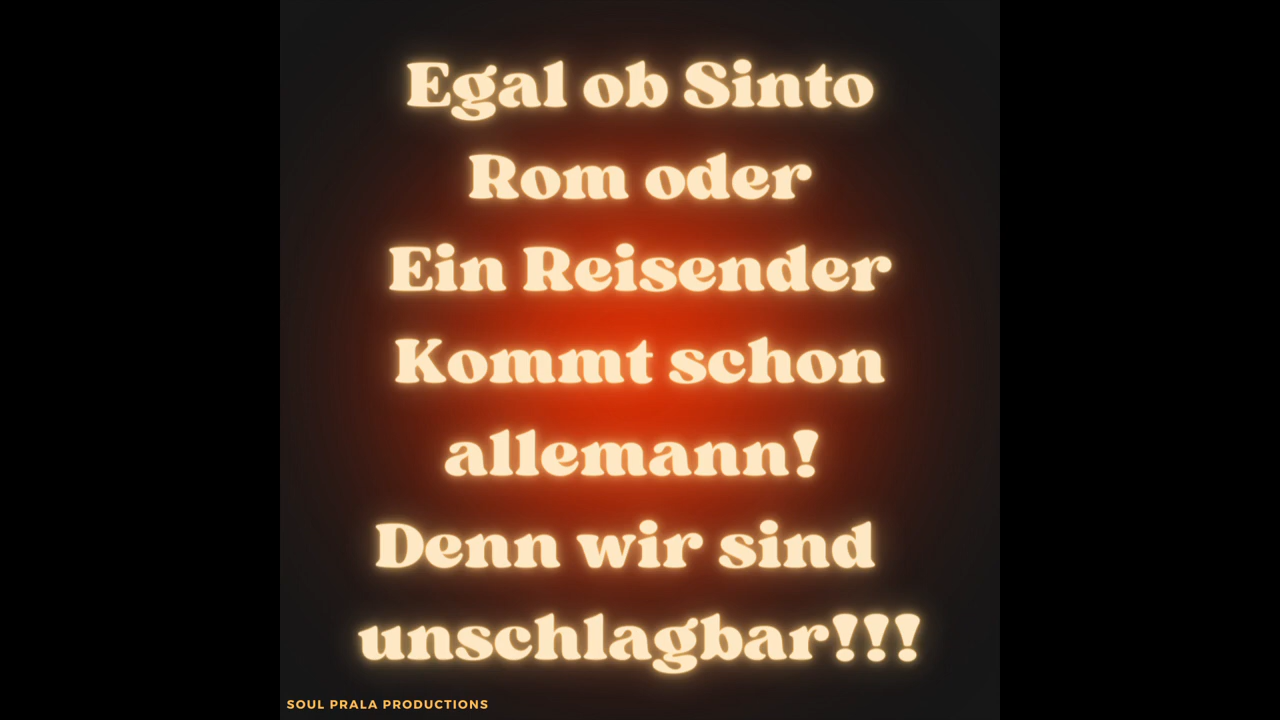 Egal ob Sinto
Rom oder
Ein Reisender
Kommt schon
allemann!
Denn wir sind
unschlagbar!!!
SOUL PRALA PRODUCTIONS